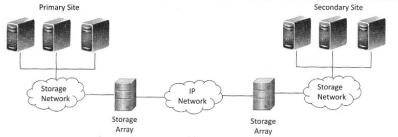 Primary Site
Secondary Site
Storage
Network
Storage
Array
IP
Network
Storage
Array
Storage
Network